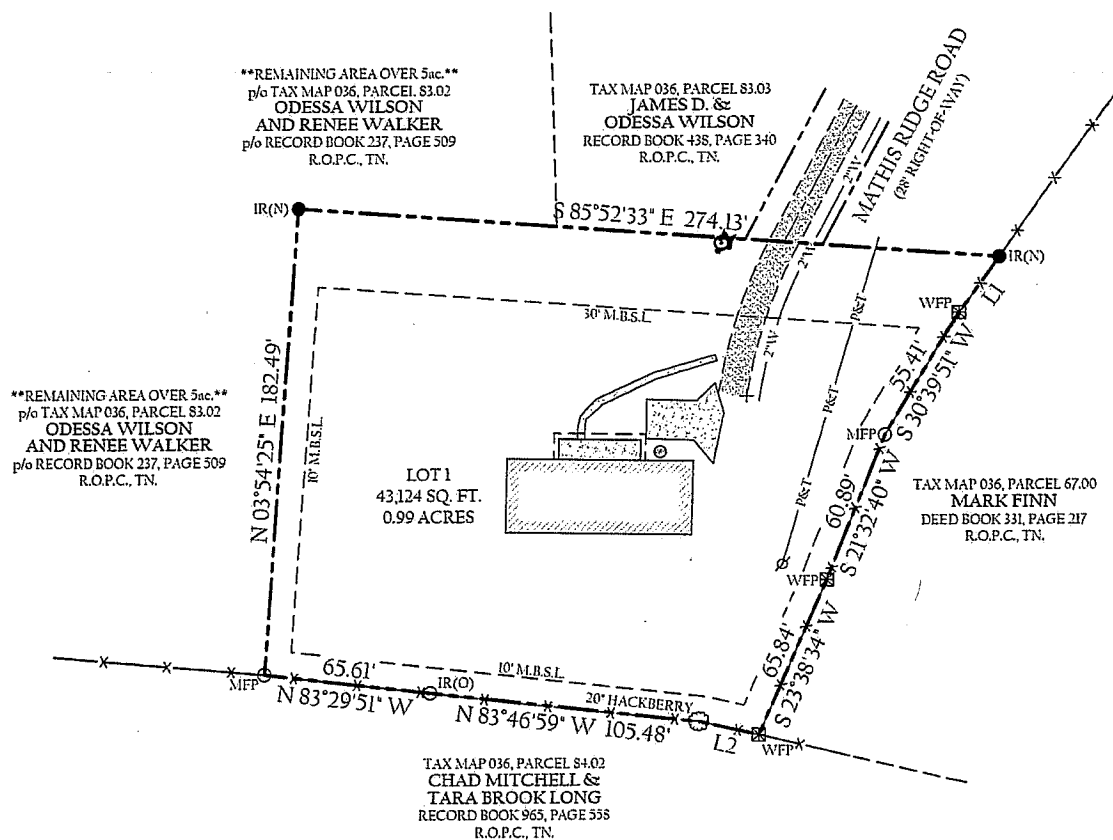 **REMAINING AREA OVER 5ac.**
p/o TAX MAP 036, PARCEL 83.02
ODESSA WILSON
AND RENEE WALKER
p/o RECORD BOOK 237, PAGE 509
R.O.P.C., TN.
TAX MAP 036, PARCEL 83.03
JAMES D. &
ODESSA WILSON
RECORD BOOK 438, PAGE 340
R.O.P.C., TN.
MATHIS RIDGE ROAD
(28' RIGHT-OF-WAY)
2"W
2"W
2"W
IR(N)
S 85°52'33" E 274.13'
IR(N)
L1
WFP
30' M.B.S.L.
P&T
P&T
P&T
55.41'
S 30°39'51" W
MFP
N 03°54'25" E 182.49'
10' M.B.S.L.
**REMAINING AREA OVER 5ac.**
p/o TAX MAP 036, PARCEL 83.02
ODESSA WILSON
AND RENEE WALKER
p/o RECORD BOOK 237, PAGE 509
R.O.P.C., TN.
LOT 1
43,124 SQ. FT.
0.99 ACRES
60.89'
S 21°32'40" W
TAX MAP 036, PARCEL 67.00
MARK FINN
DEED BOOK 331, PAGE 217
R.O.P.C., TN.
WFP
65.84'
S 23°38'34" W
10' M.B.S.L.
MFP
65.61'
N 83°29'51" W
IR(O)
20" HACKBERRY
N 83°46'59" W 105.48'
L2
WFP
TAX MAP 036, PARCEL 84.02
CHAD MITCHELL &
TARA BROOK LONG
RECORD BOOK 965, PAGE 558
R.O.P.C., TN.